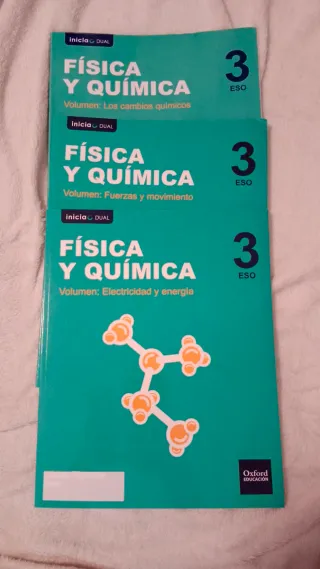 inicia DUAL
FÍSICA
Y QUÍMICA
Volumen: Los cambios químicos
3
ESO
inicia DUAL
FÍSICA
Y QUÍMICA
Volumen: Fuerzas y movimiento
3
ESO
inicia DUAL
FÍSICA
Y QUÍMICA
Volumen: Electricidad y energía
3
ESO
Oxford
EDUCACIÓN